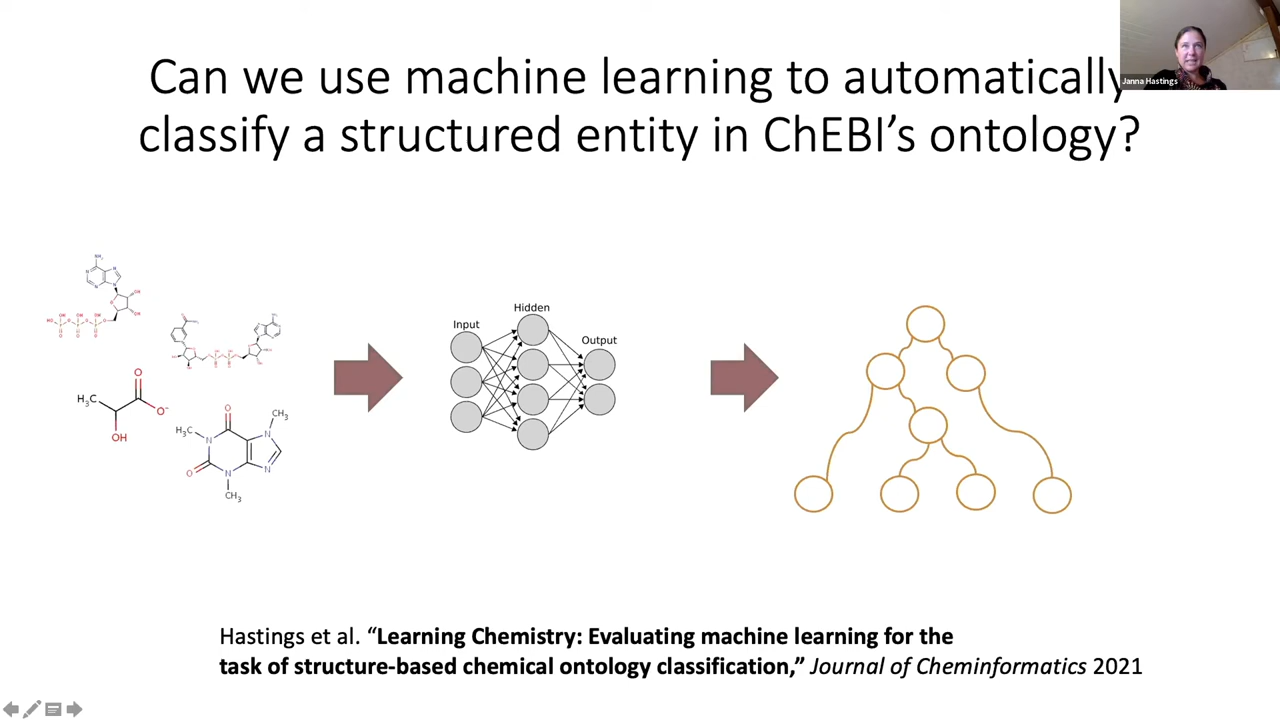 Can we use machine learning to automatically
classify a structured entity in ChEBI’s ontology?
Janna Hastings
Input
Hidden
Output
H₃C
O
O⁻
OH
O
CH₃
H₃C
N
N
O
N
N
CH₃
Hastings et al. “Learning Chemistry: Evaluating machine learning for the
task of structure-based chemical ontology classification,” Journal of Cheminformatics 2021